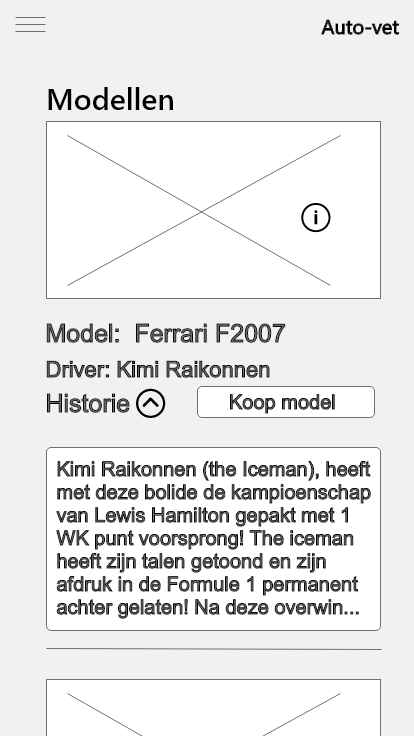 Auto-vet
Modellen
i
Model: Ferrari F2007
Driver: Kimi Raikonnen
Historie
Koop model
Kimi Raikonnen (the Iceman), heeft
met deze bolide de kampioenschap
van Lewis Hamilton gepakt met 1
WK punt voorsprong! The iceman
heeft zijn talen getoond en zijn
afdruk in de Formule 1 permanent
achter gelaten! Na deze overwin...